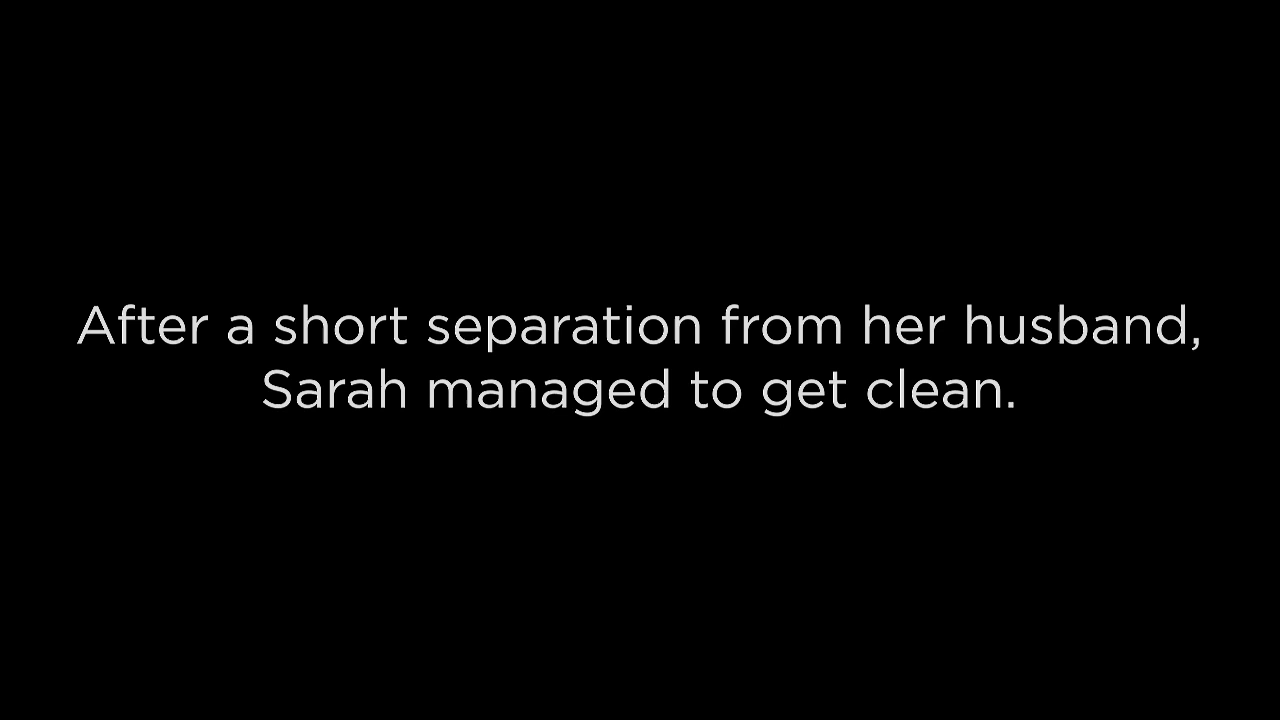 After a short separation from her husband,
Sarah managed to get clean.